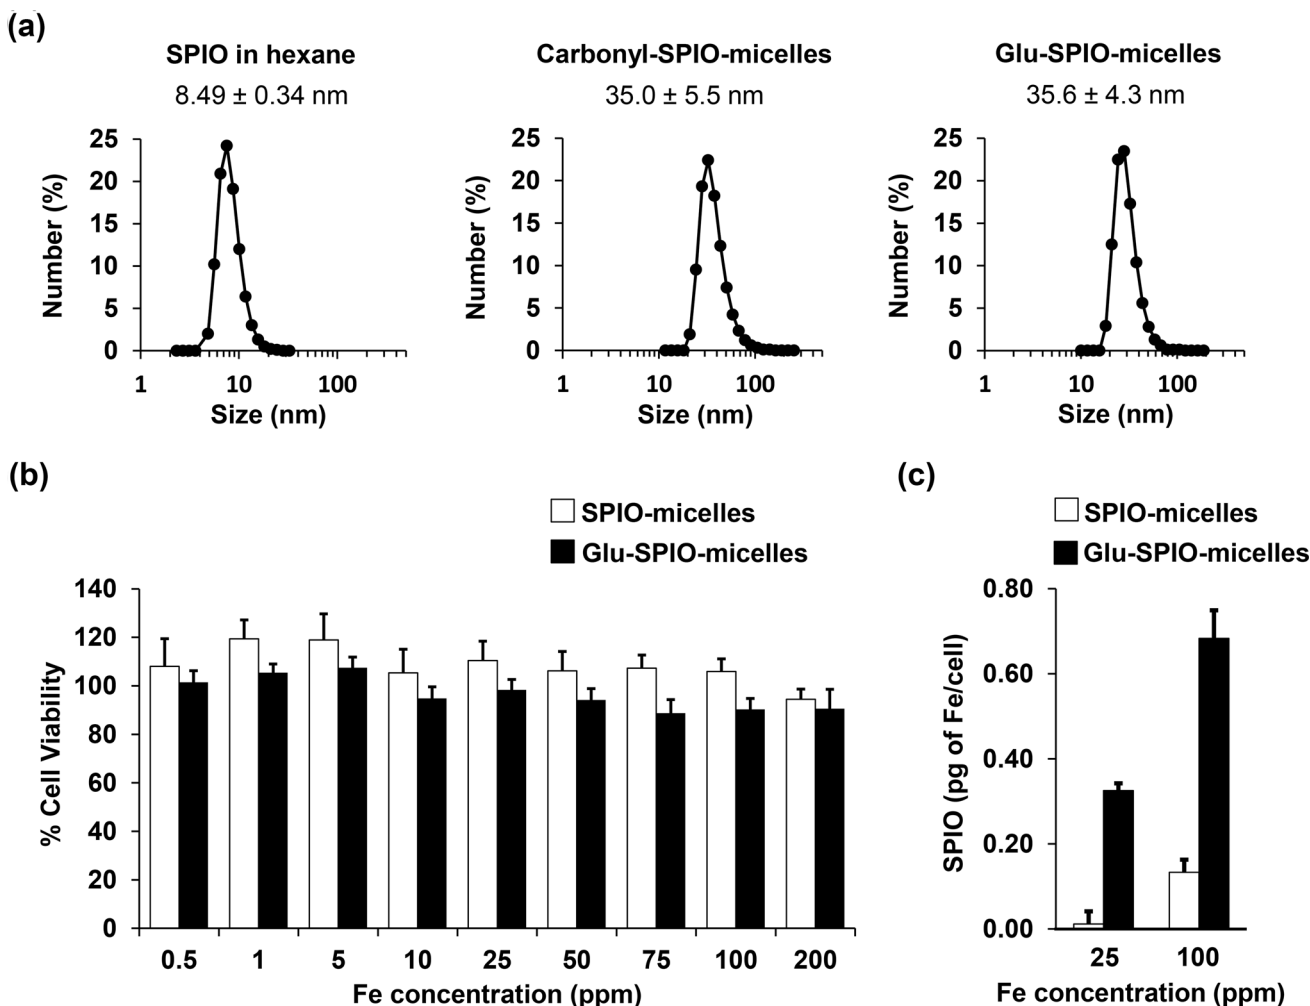 (a)
SPIO in hexane
8.49 ± 0.34 nm
Number (%)
25
20
15
10
5
0
1 10 100
Size (nm)
Carbonyl-SPIO-micelles
35.0 ± 5.5 nm
Number (%)
25
20
15
10
5
0
1 10 100
Size (nm)
Glu-SPIO-micelles
35.6 ± 4.3 nm
Number (%)
25
20
15
10
5
0
1 10 100
Size (nm)
(b)
SPIO-micelles
Glu-SPIO-micelles
% Cell Viability
140
120
100
80
60
40
20
0
0.5 1 5 10 25 50 75 100 200
Fe concentration (ppm)
(c)
SPIO-micelles
Glu-SPIO-micelles
SPIO (pg of Fe/cell)
0.80
0.60
0.40
0.20
0.00
25 100
Fe concentration (ppm)